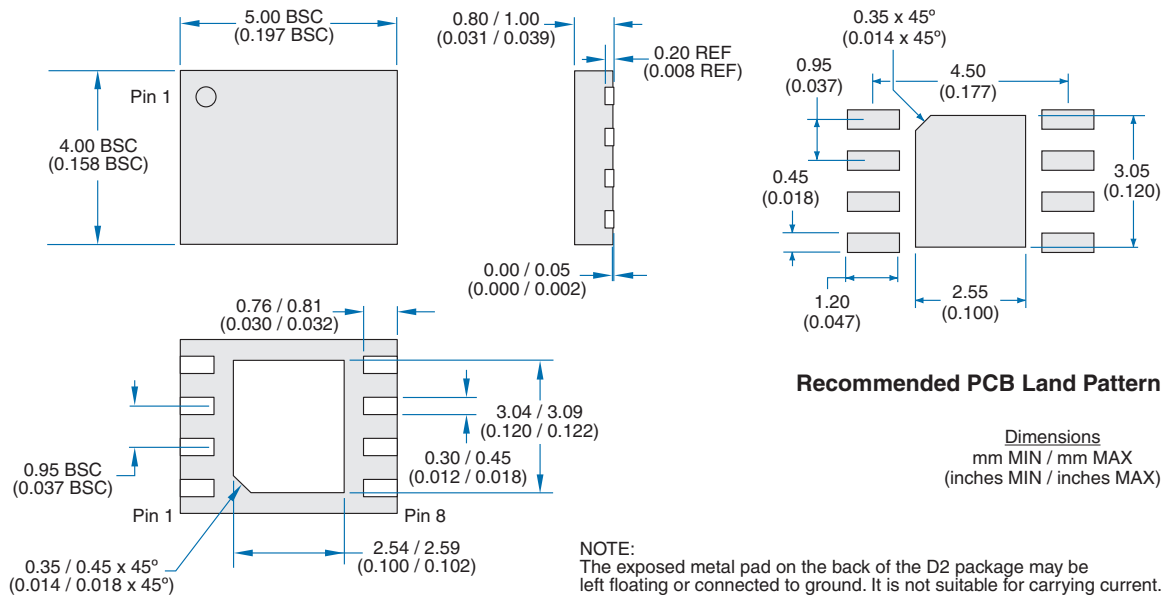 5.00 BSC
(0.197 BSC)
Pin 1
4.00 BSC
(0.158 BSC)
0.80 / 1.00
(0.031 / 0.039)
0.20 REF
(0.008 REF)
0.00 / 0.05
(0.000 / 0.002)
0.35 x 45º
(0.014 x 45º)
0.95
(0.037)
4.50
(0.177)
0.45
(0.018)
3.05
(0.120)
1.20
(0.047)
2.55
(0.100)
Recommended PCB Land Pattern
0.76 / 0.81
(0.030 / 0.032)
3.04 / 3.09
(0.120 / 0.122)
0.30 / 0.45
(0.012 / 0.018)
0.95 BSC
(0.037 BSC)
Pin 1
Pin 8
0.35 / 0.45 x 45º
(0.014 / 0.018 x 45º)
2.54 / 2.59
(0.100 / 0.102)
Dimensions
mm MIN / mm MAX
(inches MIN / inches MAX)
NOTE:
The exposed metal pad on the back of the D2 package may be
left floating or connected to ground. It is not suitable for carrying current.